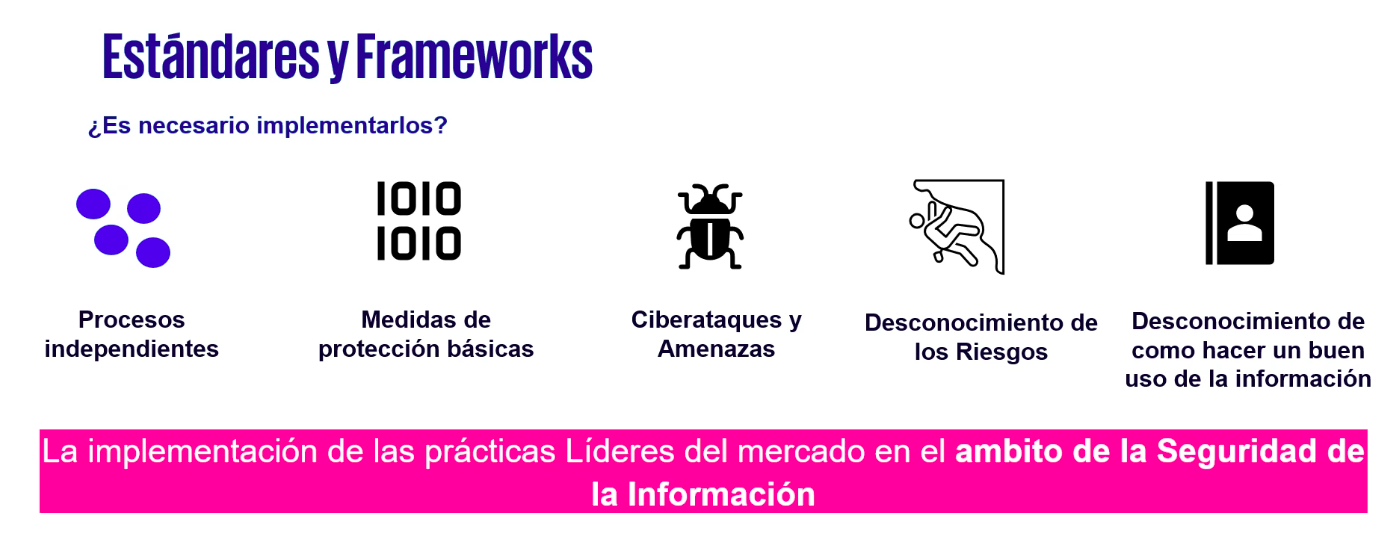 Estándares y Frameworks
¿Es necesario implementarlos?
1010
1010
Procesos
independientes
Medidas de
protección básicas
Ciberataques y
Amenazas
Desconocimiento de
los Riesgos
Desconocimiento de
como hacer un buen
uso de la información
La implementación de las prácticas Líderes del mercado en el ambito de la Seguridad de
la Información